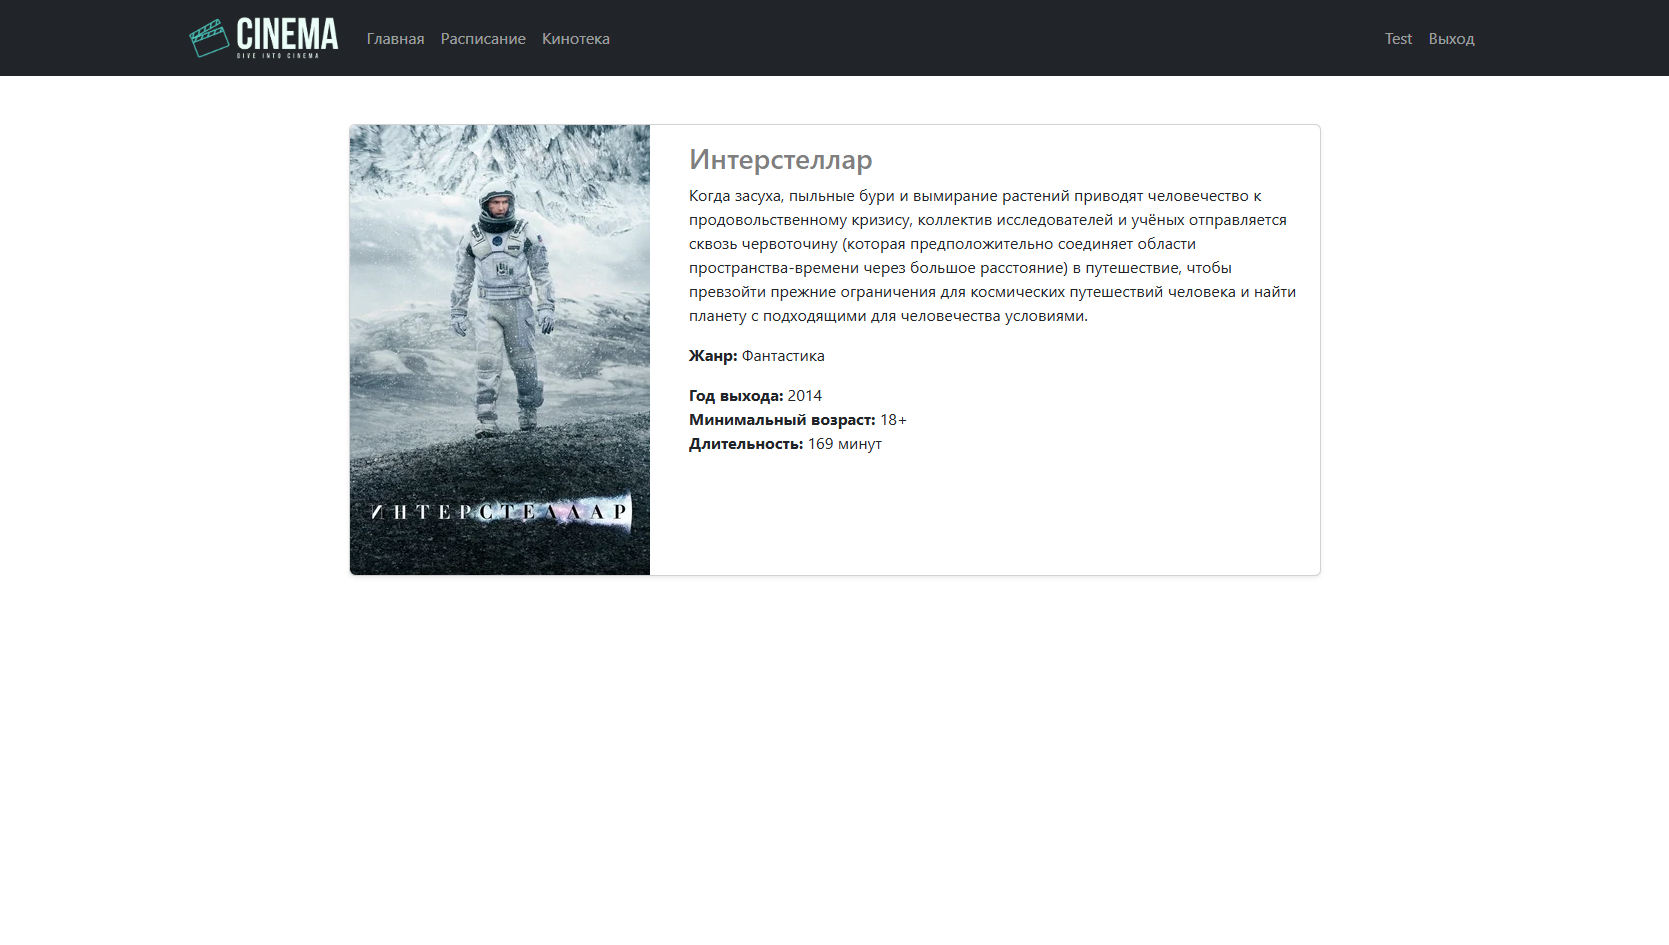 CINEMA
DIVE INTO CINEMA
Главная Расписание Кинотека
Test Выход
Интерстеллар
Когда засуха, пыльные бури и вымирание растений приводят человечество к
продовольственному кризису, коллектив исследователей и учёных отправляется
сквозь червоточину (которая предположительно соединяет области
пространства-времени через большое расстояние) в путешествие, чтобы
превзойти прежние ограничения для космических путешествий человека и найти
планету с подходящими для человечества условиями.
Жанр: Фантастика
Год выхода: 2014
Минимальный возраст: 18+
Длительность: 169 минут
ИНТЕРСТЕЛЛАР